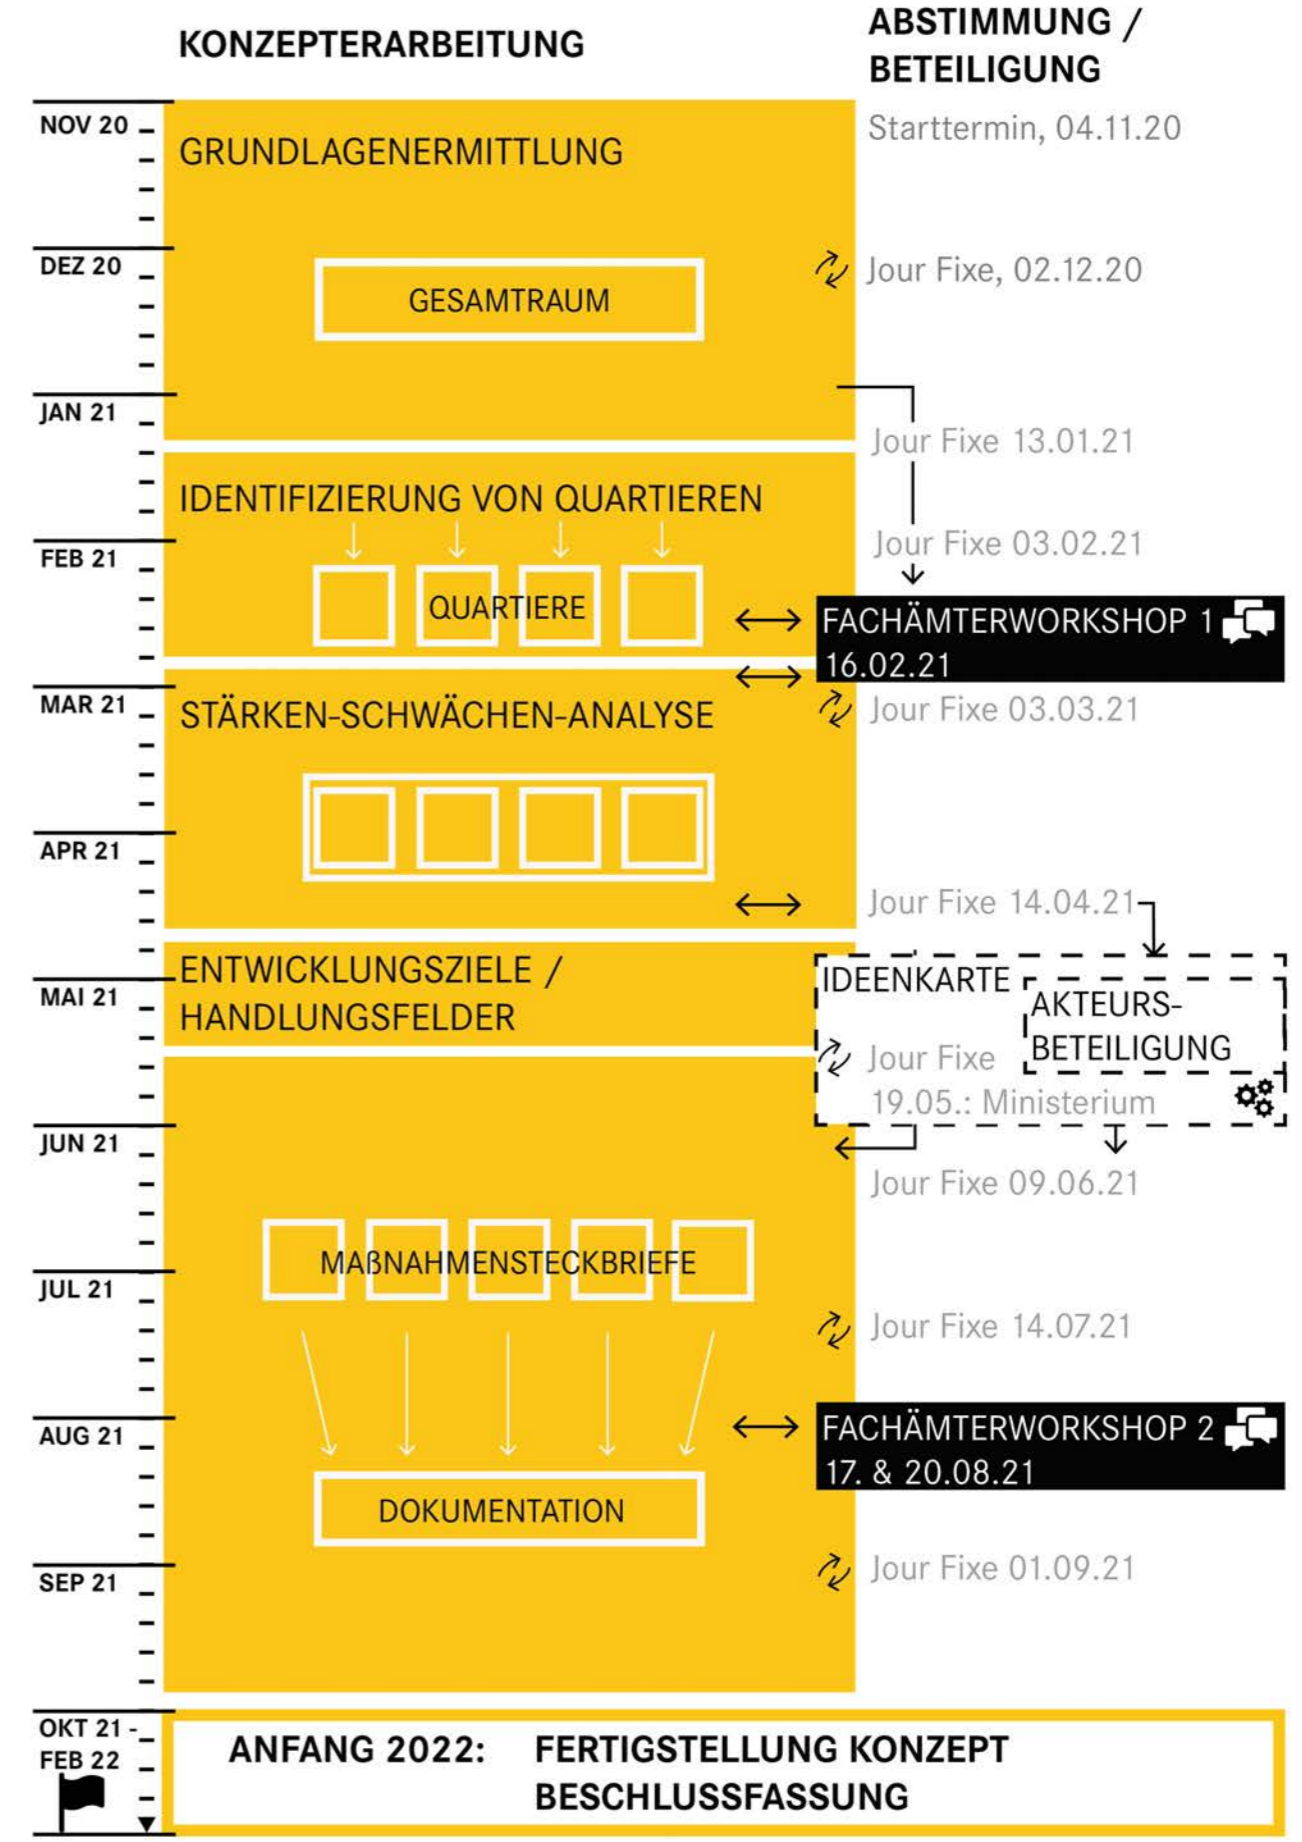 KONZEPTERARBEITUNG
ABSTIMMUNG /
BETEILIGUNG
NOV 20
GRUNDLAGENERMITTLUNG
Starttermin, 04.11.20
DEZ 20
GESAMTRAUM
Jour Fixe, 02.12.20
JAN 21
Jour Fixe 13.01.21
IDENTIFIZIERUNG VON QUARTIEREN
FEB 21
Jour Fixe 03.02.21
QUARTIERE
FACHÄMTERWORKSHOP 1
16.02.21
MAR 21
STÄRKEN-SCHWÄCHEN-ANALYSE
Jour Fixe 03.03.21
APR 21
Jour Fixe 14.04.21
ENTWICKLUNGSZIELE /
HANDLUNGSFELDER
MAI 21
IDEENKARTE
AKTEURS-
BETEILIGUNG
Jour Fixe
19.05.: Ministerium
JUN 21
Jour Fixe 09.06.21
MAßNAHMENSTECKBRIEFE
JUL 21
Jour Fixe 14.07.21
AUG 21
FACHÄMTERWORKSHOP 2
17. & 20.08.21
DOKUMENTATION
SEP 21
Jour Fixe 01.09.21
OKT 21 -
FEB 22
ANFANG 2022: FERTIGSTELLUNG KONZEPT
BESCHLUSSFASSUNG